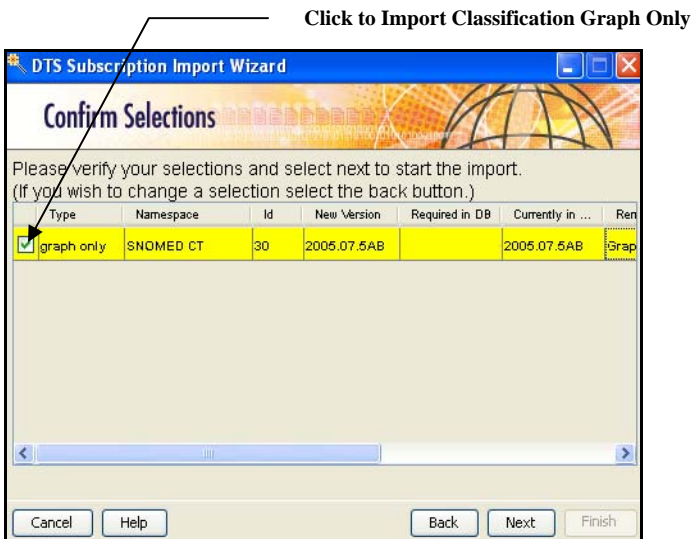 Click to Import Classification Graph Only
DTS Subscription Import Wizard
Confirm Selections
Please verify your selections and select next to start the import.
(If you wish to change a selection select the back button.)
Type Namespace Id New Version Required in DB Currently in ... Ren
graph only SNOMED CT 30 2005.07.5AB 2005.07.5AB Grap
Cancel Help Back Next Finish